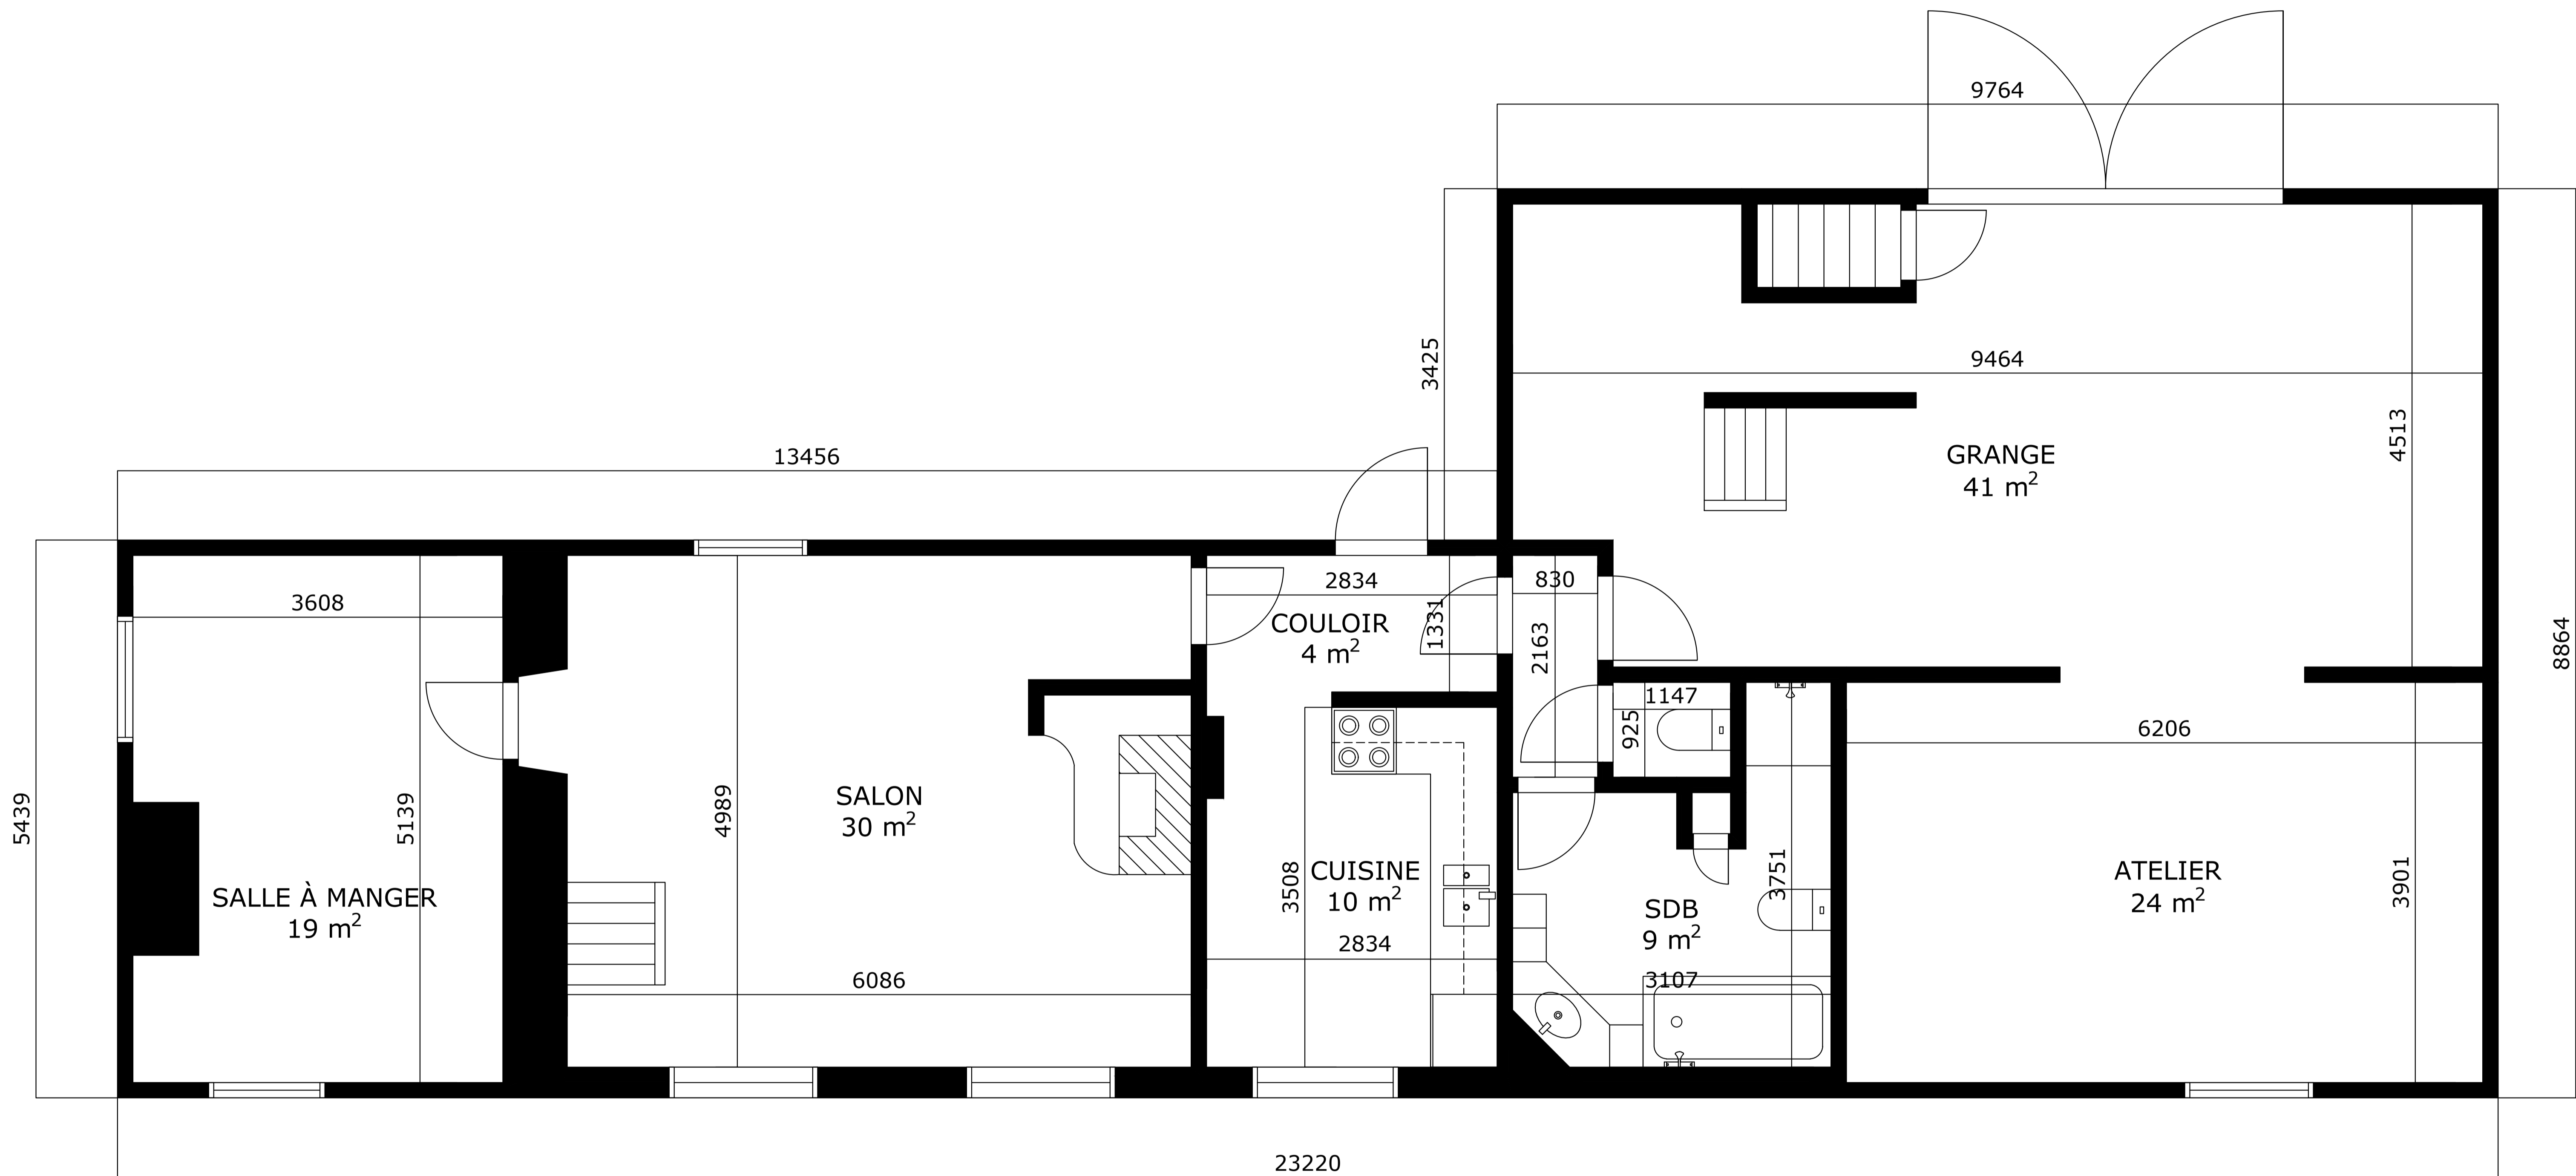 9764
3425
9464
GRANGE
41 m²
4513
13456
8864
5439
3608
5139
SALLE À MANGER
19 m²
4989
SALON
30 m²
6086
2834
1331
COULOIR
4 m²
830
2163
1147
925
3508
CUISINE
10 m²
2834
3751
SDB
9 m²
3107
6206
ATELIER
24 m²
3901
23220